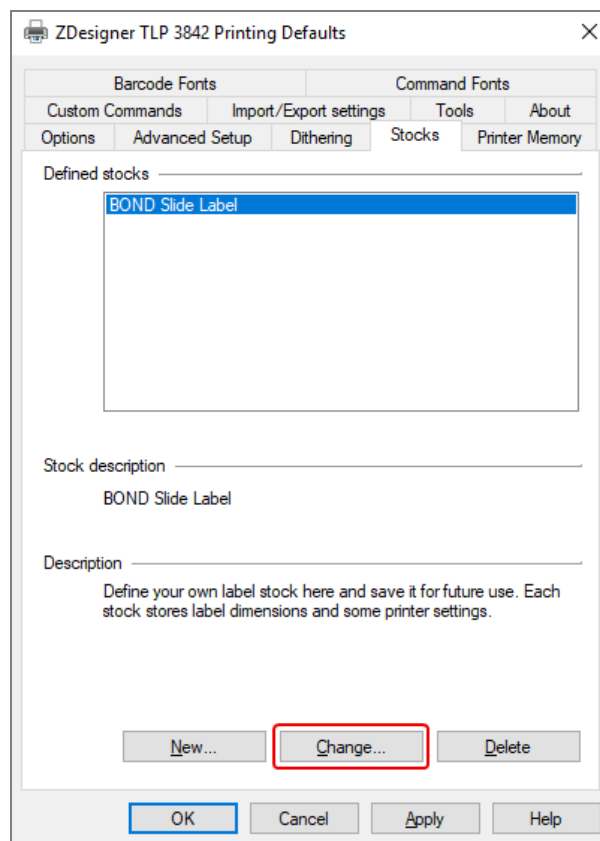 ZDesigner TLP 3842 Printing Defaults
Barcode Fonts Command Fonts
Custom Commands Import/Export settings Tools About
Options Advanced Setup Dithering Stocks Printer Memory
Defined stocks
BOND Slide Label
Stock description
BOND Slide Label
Description
Define your own label stock here and save it for future use. Each
stock stores label dimensions and some printer settings.
New... Change... Delete
OK Cancel Apply Help